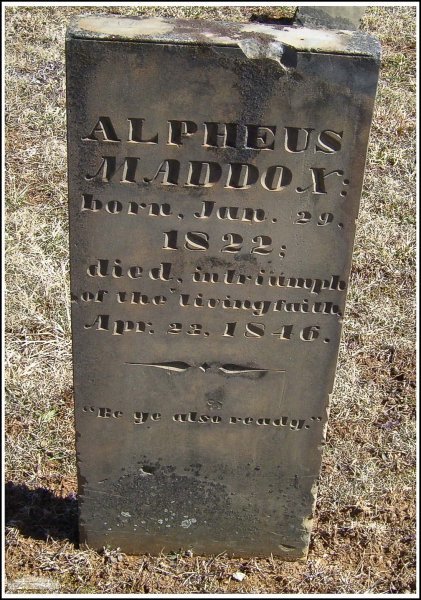 ALPHEUS
MADDOX:
born, Jan. 29,
1822;
died, in triumph
of the living faith,
Apr. 22, 1846.
"Be ye also ready."